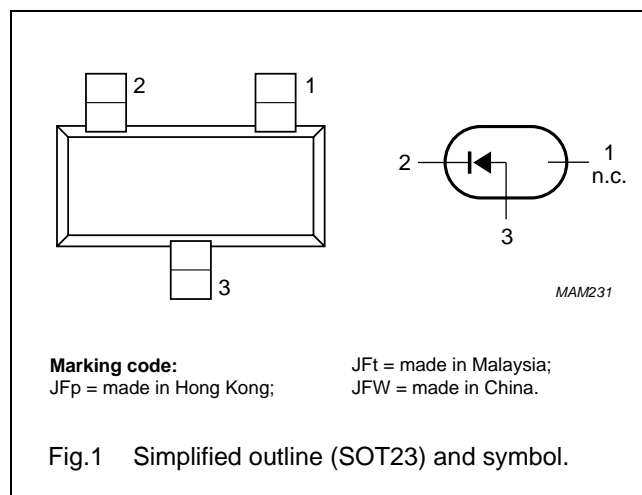 2
1
3
2
1
n.c.
3
MAM231
Marking code:
JFp = made in Hong Kong;
JFt = made in Malaysia;
JFW = made in China.
Fig.1 Simplified outline (SOT23) and symbol.